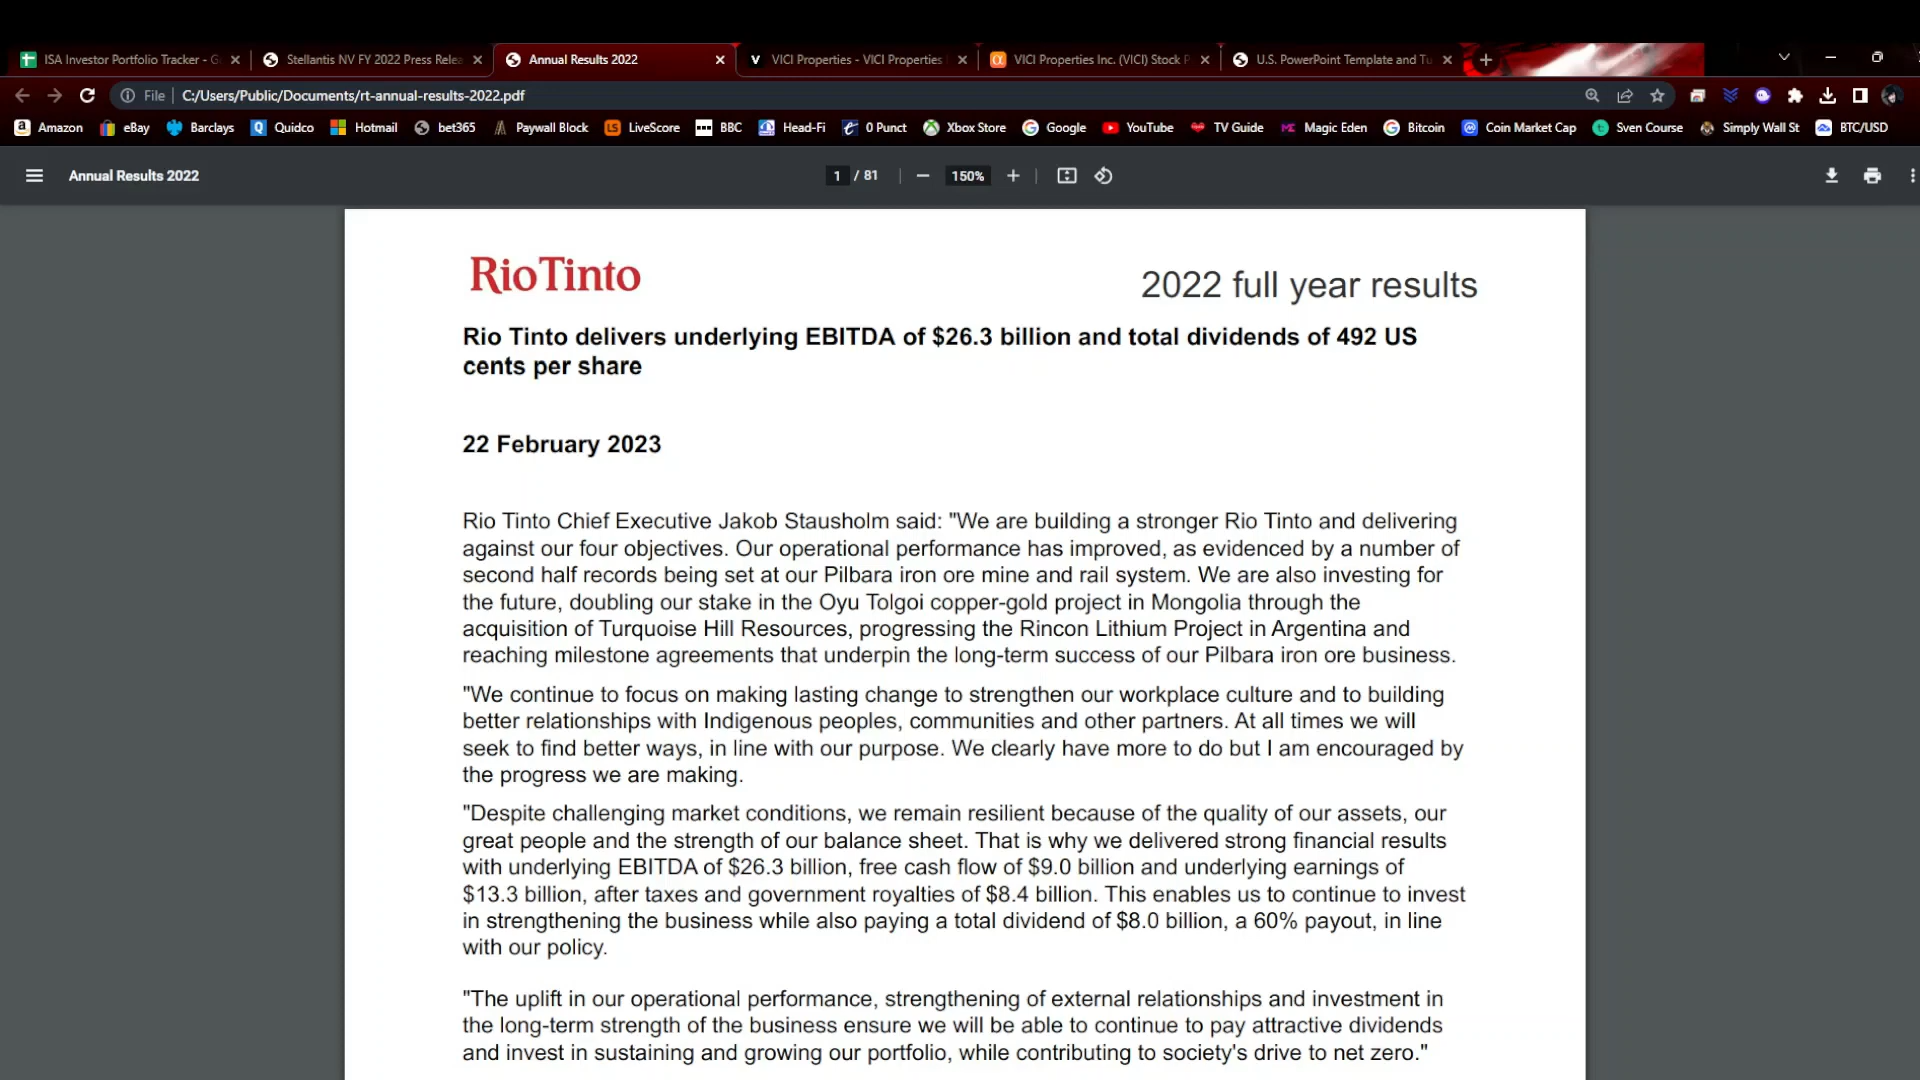 ISA Investor Portfolio Tracker - G
Stellantis NV FY 2022 Press Relea
Annual Results 2022
VICI Properties - VICI Properties
VICI Properties Inc. (VICI) Stock P
U.S. PowerPoint Template and Tu
File
C:/Users/Public/Documents/rt-annual-results-2022.pdf
Amazon
eBay
Barclays
Quidco
Hotmail
bet365
Paywall Block
LiveScore
BBC
Head-Fi
0 Punct
Xbox Store
Google
YouTube
TV Guide
Magic Eden
Bitcoin
Coin Market Cap
Sven Course
Simply Wall St
BTC/USD
Annual Results 2022
1 / 81
150%
RioTinto
2022 full year results
Rio Tinto delivers underlying EBITDA of $26.3 billion and total dividends of 492 US
cents per share
22 February 2023
Rio Tinto Chief Executive Jakob Stausholm said: "We are building a stronger Rio Tinto and delivering
against our four objectives. Our operational performance has improved, as evidenced by a number of
second half records being set at our Pilbara iron ore mine and rail system. We are also investing for
the future, doubling our stake in the Oyu Tolgoi copper-gold project in Mongolia through the
acquisition of Turquoise Hill Resources, progressing the Rincon Lithium Project in Argentina and
reaching milestone agreements that underpin the long-term success of our Pilbara iron ore business.
"We continue to focus on making lasting change to strengthen our workplace culture and to building
better relationships with Indigenous peoples, communities and other partners. At all times we will
seek to find better ways, in line with our purpose. We clearly have more to do but I am encouraged by
the progress we are making.
"Despite challenging market conditions, we remain resilient because of the quality of our assets, our
great people and the strength of our balance sheet. That is why we delivered strong financial results
with underlying EBITDA of $26.3 billion, free cash flow of $9.0 billion and underlying earnings of
$13.3 billion, after taxes and government royalties of $8.4 billion. This enables us to continue to invest
in strengthening the business while also paying a total dividend of $8.0 billion, a 60% payout, in line
with our policy.
"The uplift in our operational performance, strengthening of external relationships and investment in
the long-term strength of the business ensure we will be able to continue to pay attractive dividends
and invest in sustaining and growing our portfolio, while contributing to society's drive to net zero."